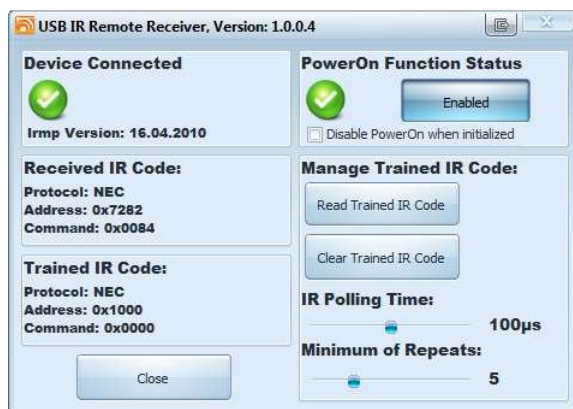 USB IR Remote Receiver, Version: 1.0.0.4
Device Connected
Irmp Version: 16.04.2010
PowerOn Function Status
Enabled
Disable PowerOn when initialized
Received IR Code:
Protocol: NEC
Address: 0x7282
Command: 0x0084
Trained IR Code:
Protocol: NEC
Address: 0x1000
Command: 0x0000
Close
Manage Trained IR Code:
Read Trained IR Code
Clear Trained IR Code
IR Polling Time:
100µs
Minimum of Repeats:
5